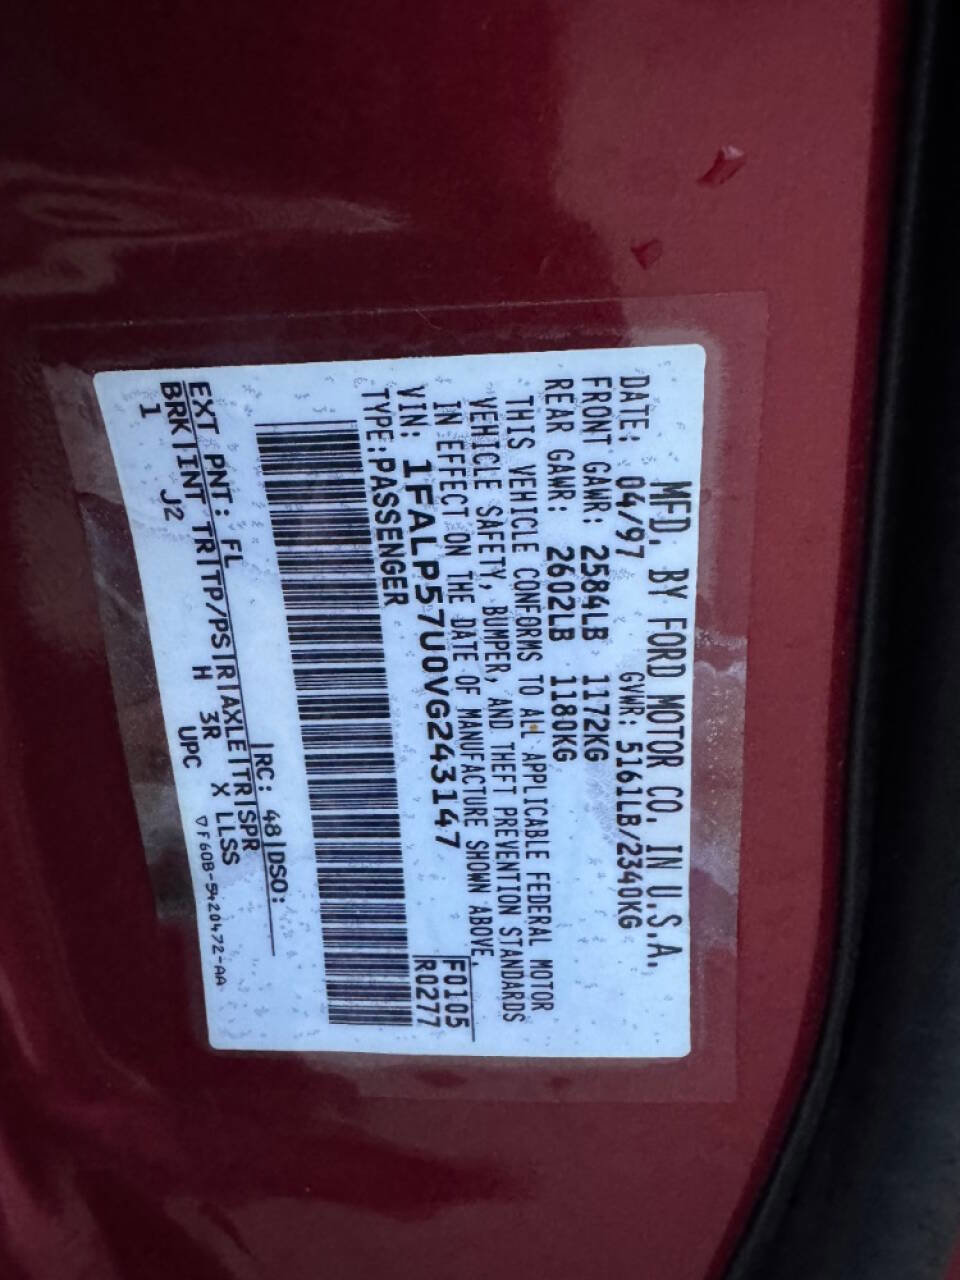 MFD. BY FORD MOTOR CO. IN U.S.A.
DATE: 04/97 GVWR: 5161LB/2340KG
FRONT GAWR: 2584LB 1172KG
REAR GAWR: 2602LB 1180KG
THIS VEHICLE CONFORMS TO ALL APPLICABLE FEDERAL MOTOR
VEHICLE SAFETY, BUMPER, AND THEFT PREVENTION STANDARDS
IN EFFECT ON THE DATE OF MANUFACTURE SHOWN ABOVE.
VIN: 1FALP57U0VG243147 F0105
TYPE: PASSENGER R0277
EXT PNT: FL |RC: 48|DSO:
BRK|INT TR|TP/PS|R|AXLE|TR|SPR
1 J2 H 3R X LLSS
UPC ▽F60B-5420472-AA